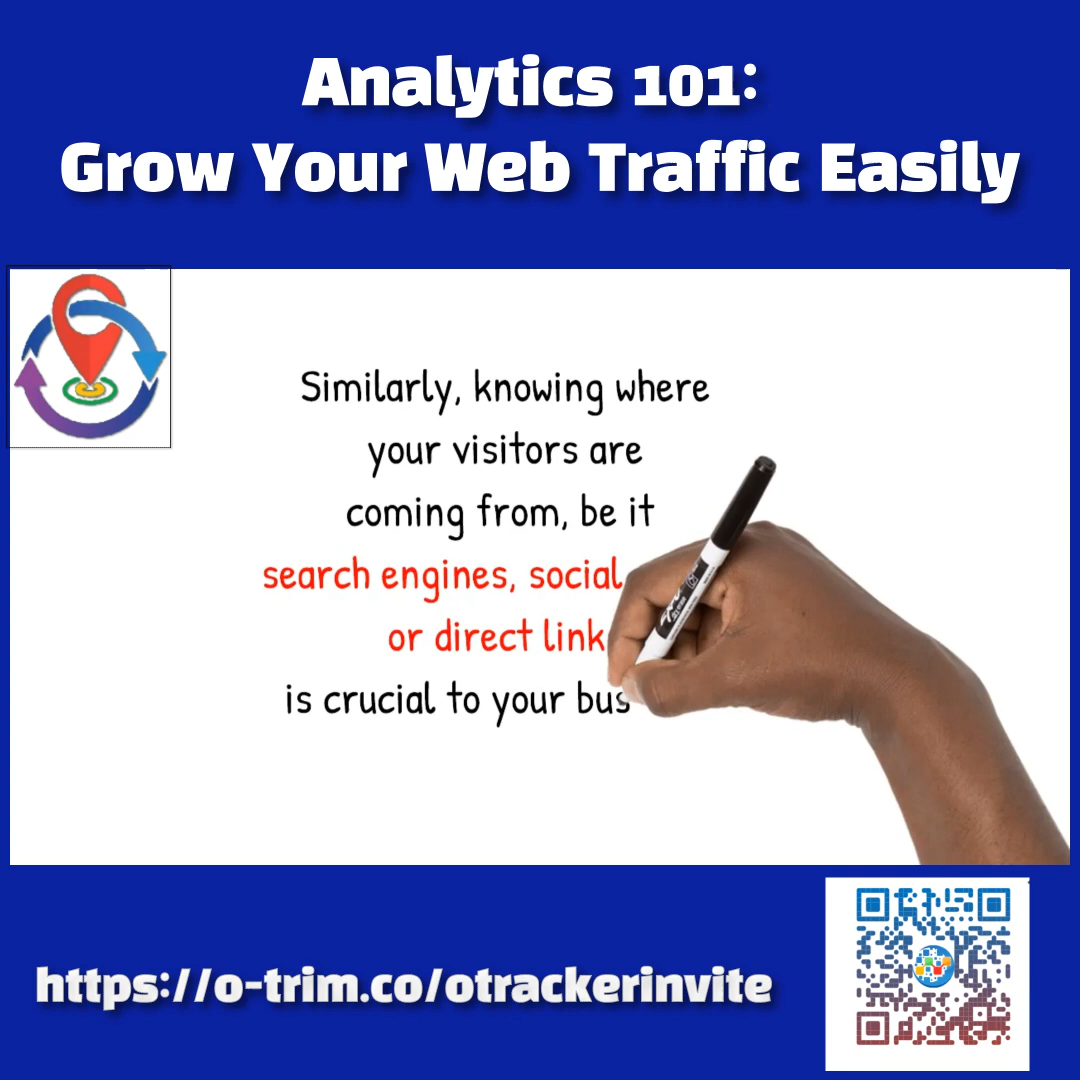 Analytics 101:
Grow Your Web Traffic Easily
Similarly, knowing where
your visitors are
coming from, be it
search engines, social
or direct link
is crucial to your bus
https://o-trim.co/otrackerinvite